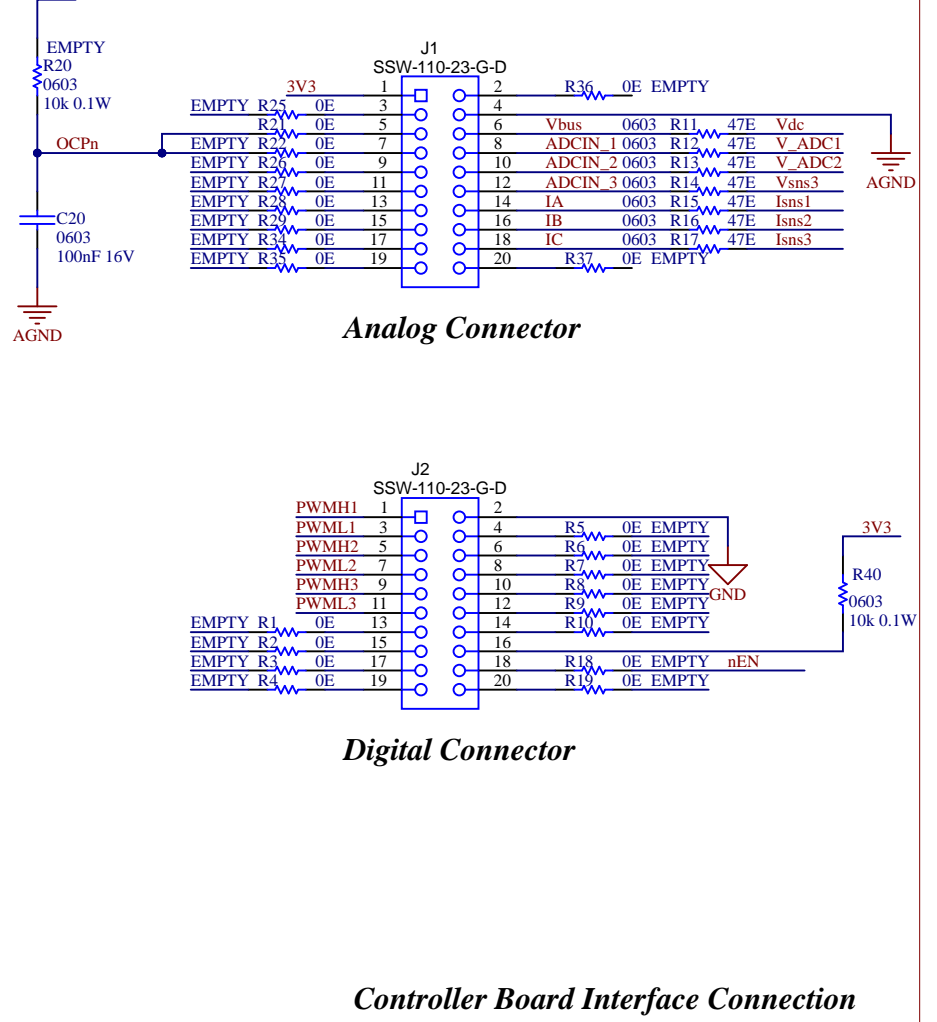 EMPTY
R20
0603
10k 0.1W
OCPn
C20
0603
100nF 16V
AGND
J1
SSW-110-23-G-D
3V3 1 2 R36 0E EMPTY
EMPTY R25 0E 3 4
R21 0E 5 6 Vbus 0603 R11 47E Vdc
EMPTY R22 0E 7 8 ADCIN_1 0603 R12 47E V_ADC1
EMPTY R26 0E 9 10 ADCIN_2 0603 R13 47E V_ADC2
EMPTY R27 0E 11 12 ADCIN_3 0603 R14 47E Vsns3
EMPTY R28 0E 13 14 IA 0603 R15 47E Isns1
EMPTY R29 0E 15 16 IB 0603 R16 47E Isns2
EMPTY R34 0E 17 18 IC 0603 R17 47E Isns3
EMPTY R35 0E 19 20 R37 0E EMPTY
AGND
Analog Connector
J2
SSW-110-23-G-D
PWMH1 1 2
PWML1 3 4 R5 0E EMPTY
PWMH2 5 6 R6 0E EMPTY
PWML2 7 8 R7 0E EMPTY
PWMH3 9 10 R8 0E EMPTY
PWML3 11 12 R9 0E EMPTY
EMPTY R1 0E 13 14 R10 0E EMPTY
EMPTY R2 0E 15 16
EMPTY R3 0E 17 18 R18 0E EMPTY nEN
EMPTY R4 0E 19 20 R19 0E EMPTY
GND
3V3
R40
0603
10k 0.1W
Digital Connector
Controller Board Interface Connection